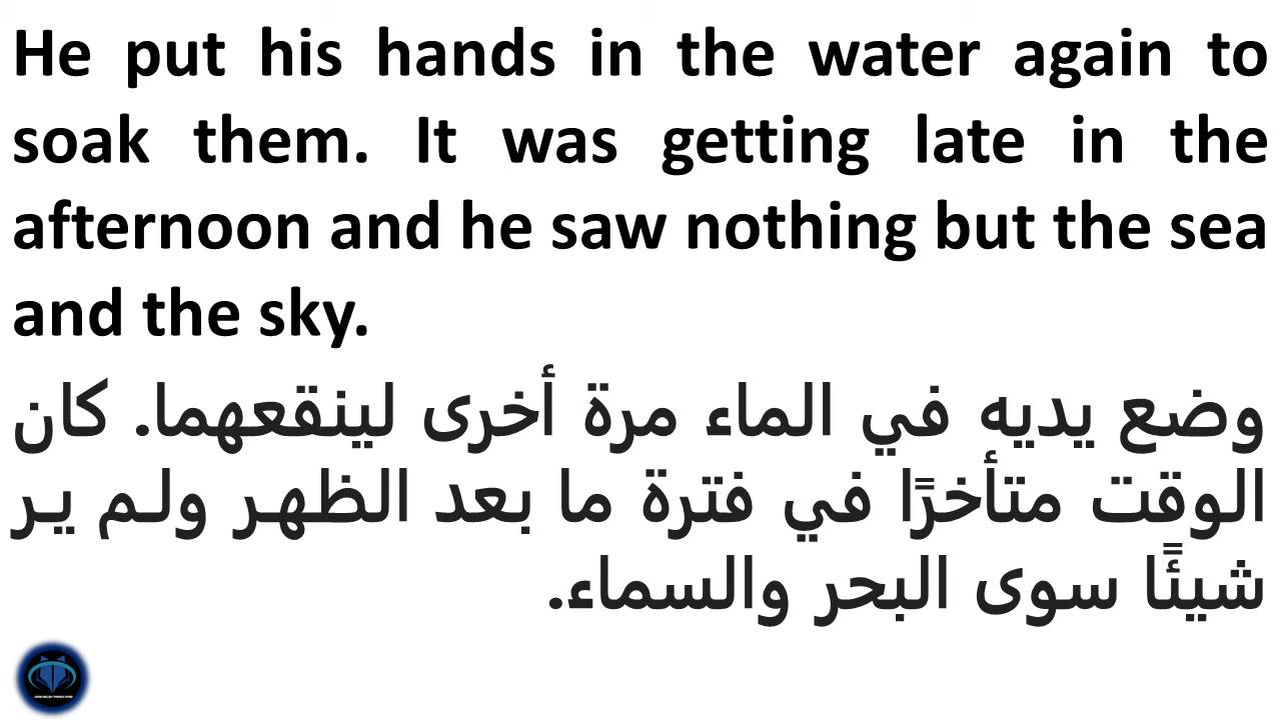 He put his hands in the water again to
soak them. It was getting late in the
afternoon and he saw nothing but the sea
and the sky.
وضع يديه في الماء مرة أخرى لينقعهما. كان
الوقت متأخرًا في فترة ما بعد الظهر ولم ير
شيئًا سوى البحر والسماء.